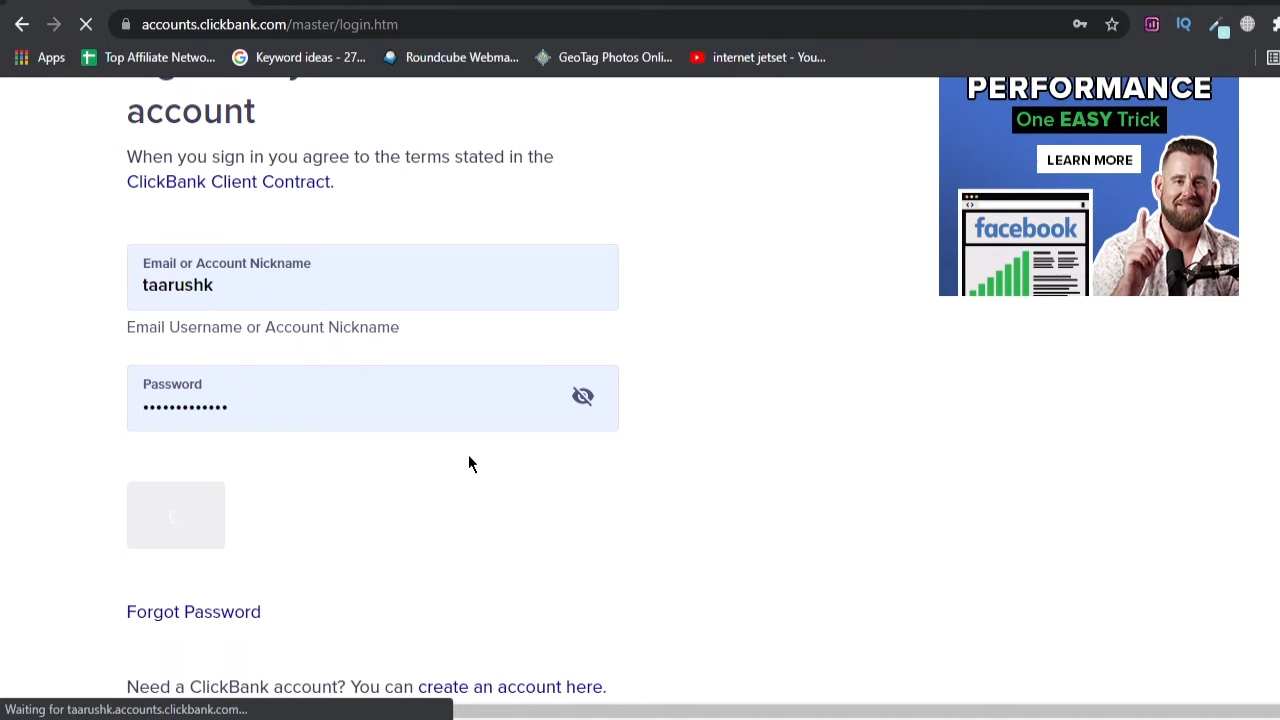 accounts.clickbank.com/master/login.htm
Apps
Top Affiliate Netwo...
Keyword ideas - 27...
Roundcube Webma...
GeoTag Photos Onli...
internet jetset - You...
account
When you sign in you agree to the terms stated in the
ClickBank Client Contract.
Email or Account Nickname
taarushk
Email Username or Account Nickname
Password
•••••••••••••
Forgot Password
Need a ClickBank account? You can create an account here.
PERFORMANCE
One EASY Trick
LEARN MORE
facebook
Waiting for taarushk.accounts.clickbank.com...